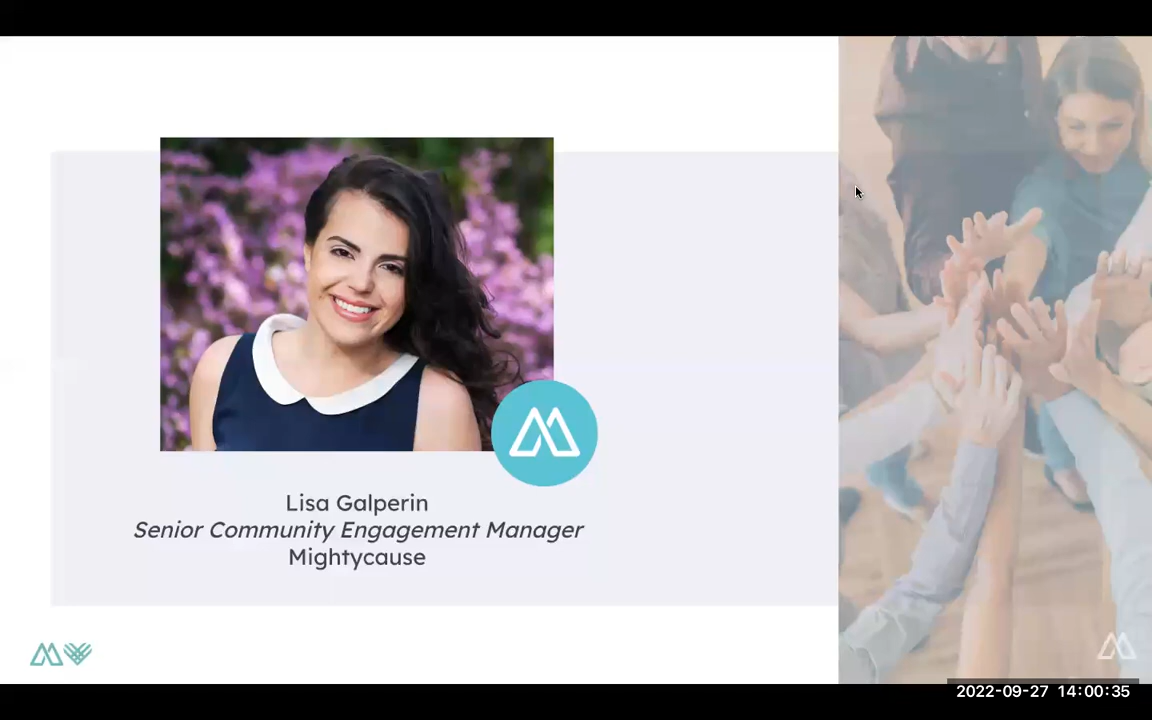 Lisa Galperin
Senior Community Engagement Manager
Mightycause
2022-09-27 14:00:35